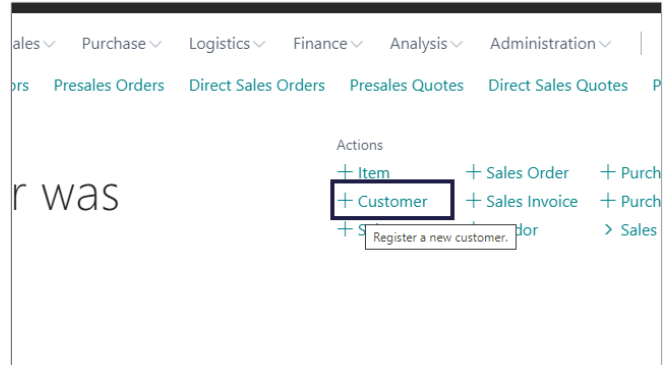 ales Purchase Logistics Finance Analysis Administration
ors Presales Orders Direct Sales Orders Presales Quotes Direct Sales Quotes P
Actions
r was
+ Item + Sales Order + Purch
+ Customer + Sales Invoice + Purch
+ S dor > Sales
Register a new customer.